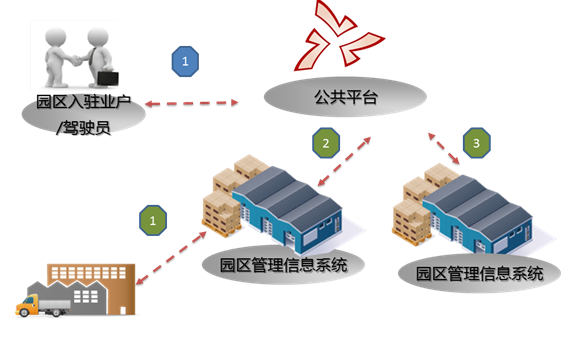 1
园区入驻业户
/驾驶员
公共平台
2
3
1
园区管理信息系统
园区管理信息系统